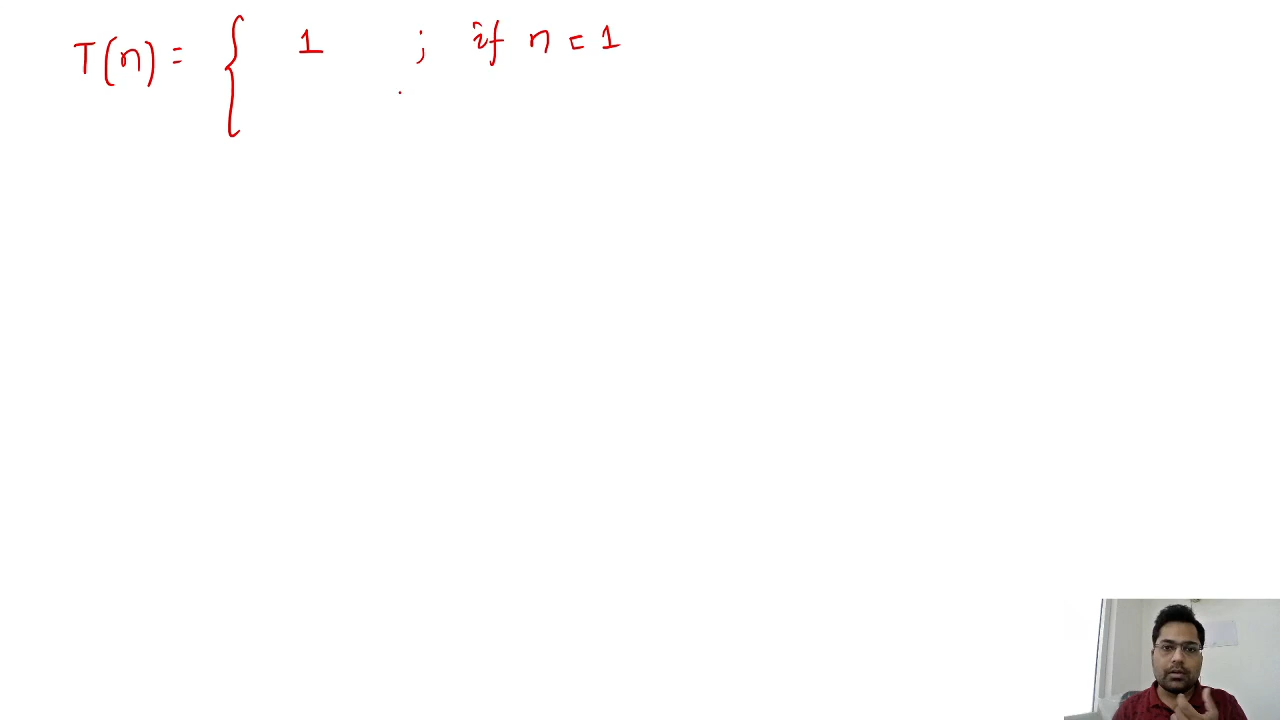 T(n) = { 1 ; if n = 1